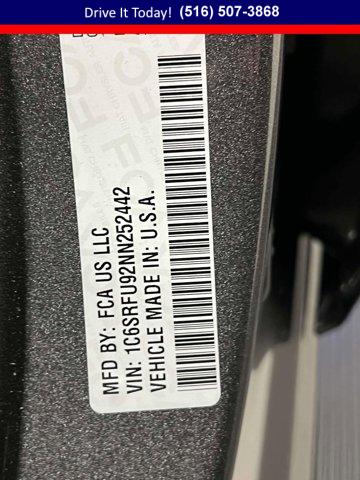 Drive It Today! (516) 507-3868
MFD BY: FCA US LLC
VIN: 1C6SRFU92NN252442
VEHICLE MADE IN: U.S.A.